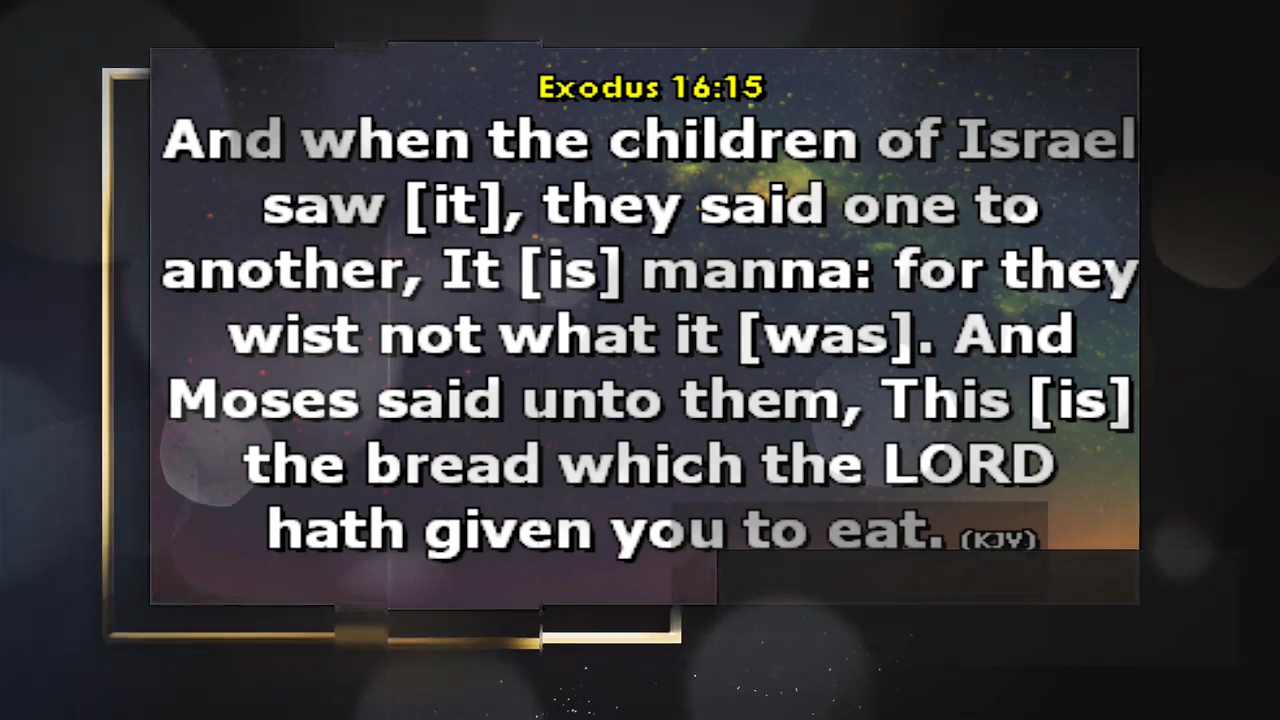 Exodus 16:15
And when the children of Israel
saw [it], they said one to
another, It [is] manna: for they
wist not what it [was]. And
Moses said unto them, This [is]
the bread which the LORD
hath given you to eat. (KJV)